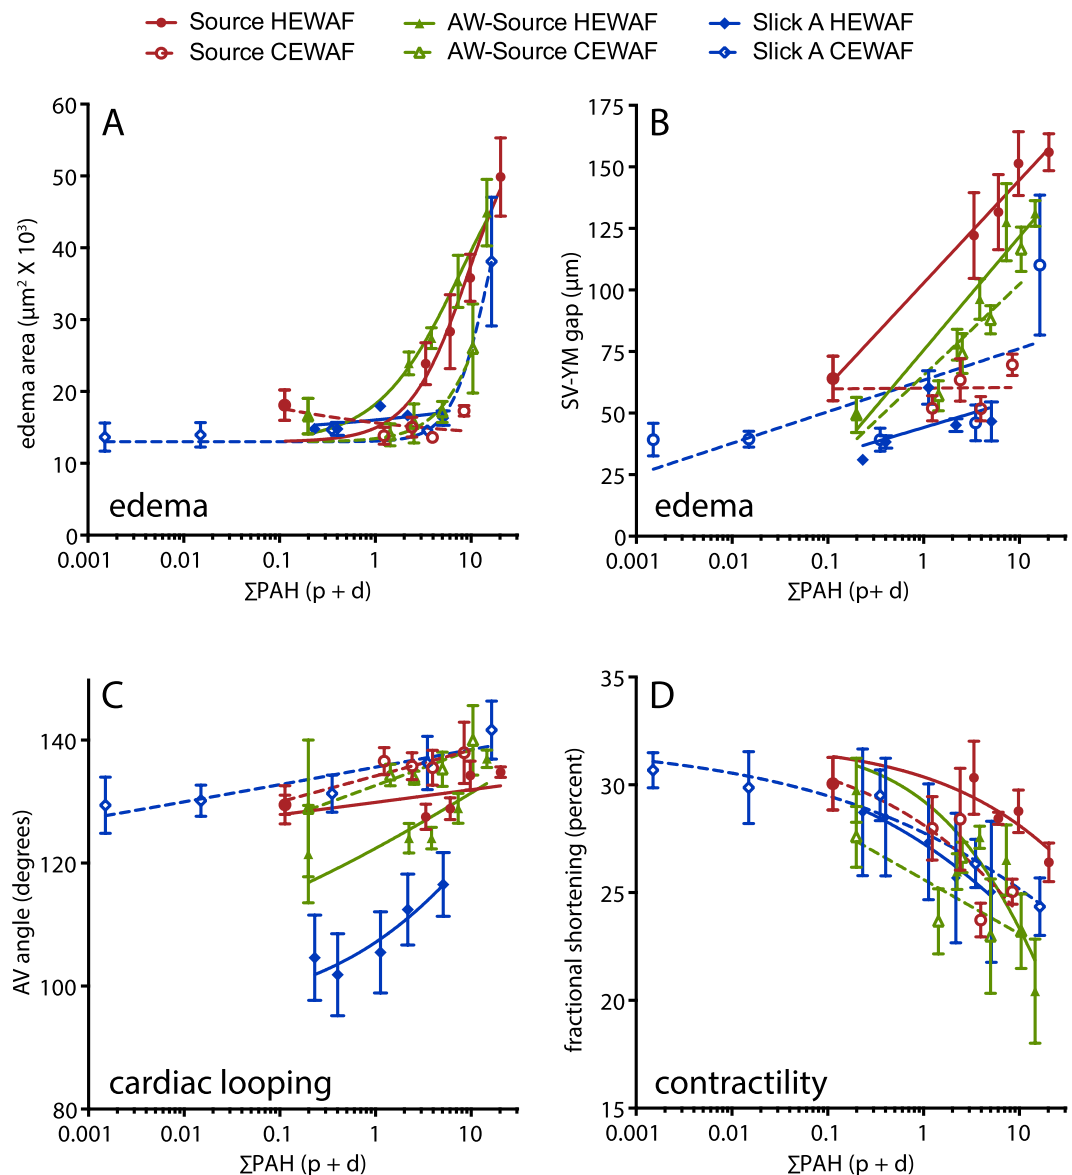 Source HEWAF AW-Source HEWAF Slick A HEWAF
Source CEWAF AW-Source CEWAF Slick A CEWAF
A
60
50
40
30
20
10
0
edema area (μm² X 10³)
edema
0.001 0.01 0.1 1 10
∑PAH (p + d)
B
175
150
125
100
75
50
25
0
SV-YM gap (μm)
edema
0.001 0.01 0.1 1 10
∑PAH (p+ d)
C
140
120
100
80
AV angle (degrees)
cardiac looping
0.001 0.01 0.1 1 10
∑PAH (p + d)
D
35
30
25
20
15
fractional shortening (percent)
contractility
0.001 0.01 0.1 1 10
∑PAH (p + d)